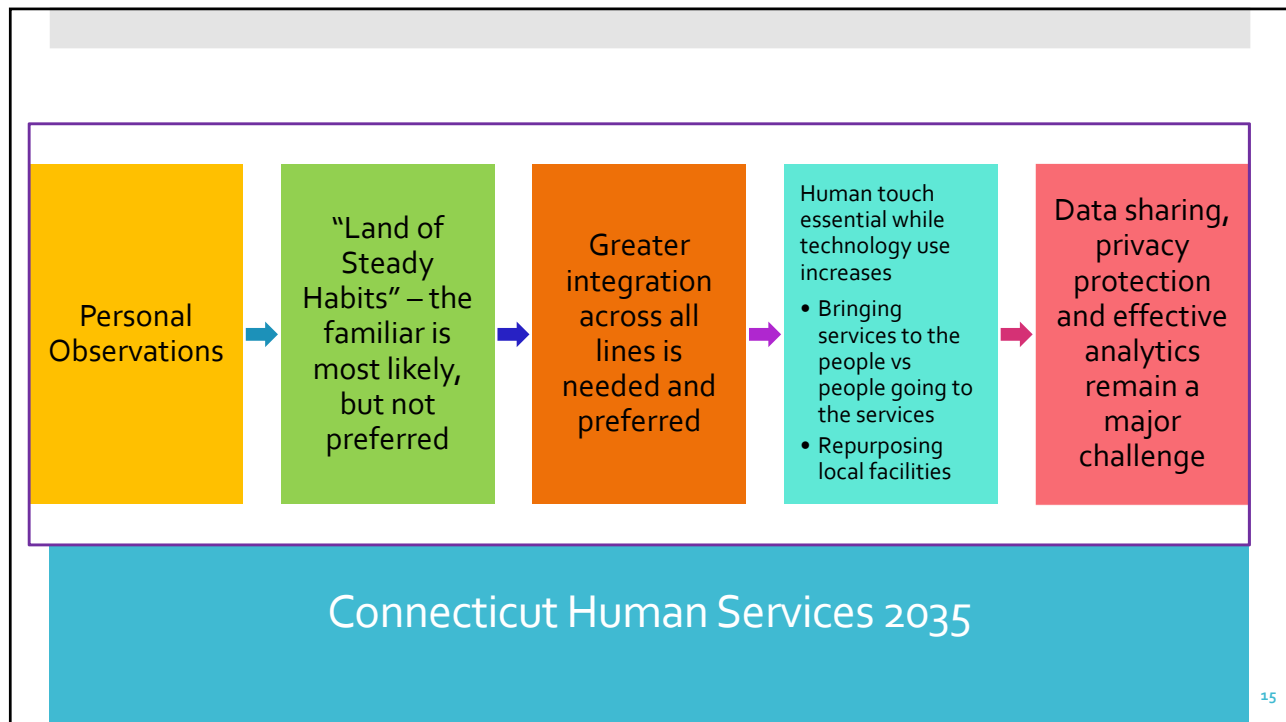 Personal
Observations
“Land of
Steady
Habits” – the
familiar is
most likely,
but not
preferred
Greater
integration
across all
lines is
needed and
preferred
Human touch
essential while
technology use
increases
• Bringing
services to the
people vs
people going to
the services
• Repurposing
local facilities
Data sharing,
privacy
protection
and effective
analytics
remain a
major
challenge
Connecticut Human Services 2035
15